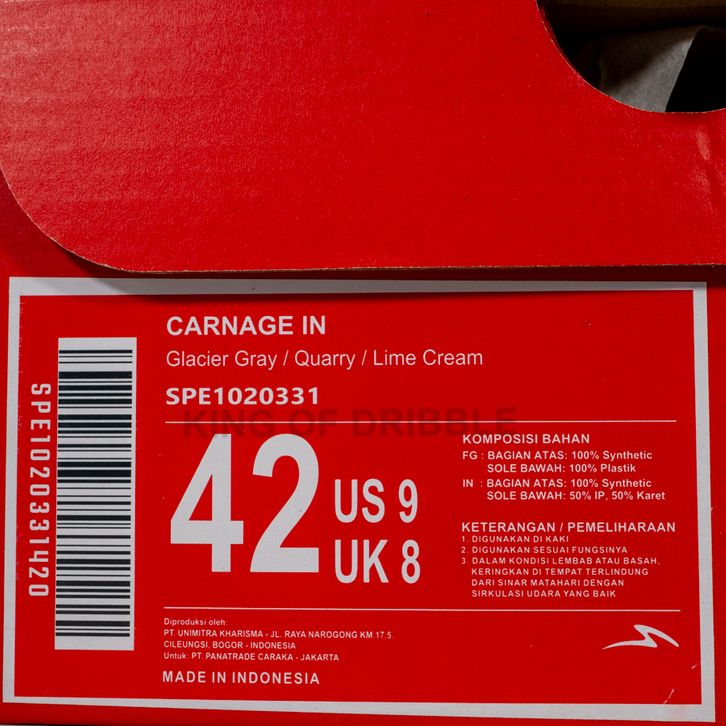 CARNAGE IN
Glacier Gray / Quarry / Lime Cream
SPE1020331
KING OF DRIBBLE
SPE1020331420
42
US 9
UK 8
KOMPOSISI BAHAN
FG : BAGIAN ATAS: 100% Synthetic
SOLE BAWAH: 100% Plastik
IN : BAGIAN ATAS: 100% Synthetic
SOLE BAWAH: 50% IP, 50% Karet
KETERANGAN / PEMELIHARAAN
1. DIGUNAKAN DI KAKI
2. DIGUNAKAN SESUAI FUNGSINYA
3. DALAM KONDISI LEMBAB ATAU BASAH,
KERINGKAN DI TEMPAT TERLINDUNG
DARI SINAR MATAHARI DENGAN
SIRKULASI UDARA YANG BAIK
Diproduksi oleh:
PT. UNIMITRA KHARISMA - JL. RAYA NAROGONG KM.17.5.
CILEUNGSI, BOGOR - INDONESIA
Untuk: PT. PANATRADE CARAKA - JAKARTA
MADE IN INDONESIA